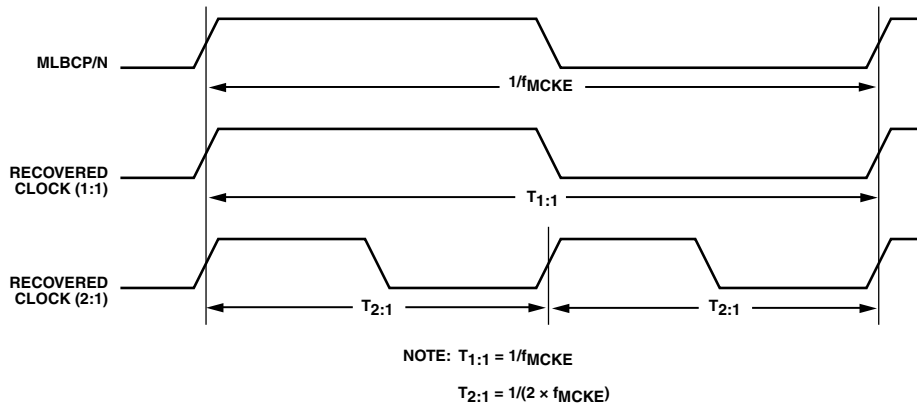 MLBCP/N
1/fMCKE
RECOVERED
CLOCK (1:1)
T1:1
RECOVERED
CLOCK (2:1)
T2:1
T2:1
NOTE: T1:1 = 1/fMCKE
T2:1 = 1/(2 × fMCKE)